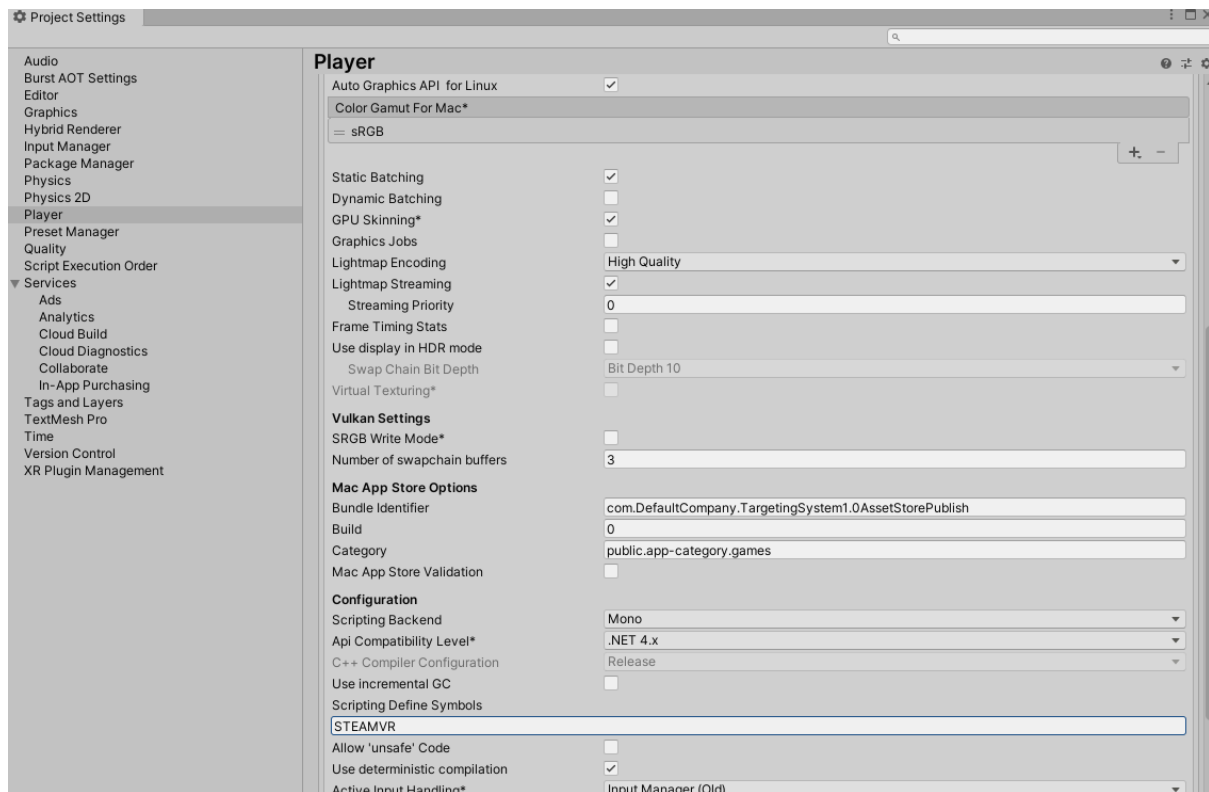 Project Settings
Audio
Burst AOT Settings
Editor
Graphics
Hybrid Renderer
Input Manager
Package Manager
Physics
Physics 2D
Player
Preset Manager
Quality
Script Execution Order
Services
Ads
Analytics
Cloud Build
Cloud Diagnostics
Collaborate
In-App Purchasing
Tags and Layers
TextMesh Pro
Time
Version Control
XR Plugin Management
Player
Auto Graphics API for Linux
Color Gamut For Mac*
sRGB
Static Batching
Dynamic Batching
GPU Skinning*
Graphics Jobs
Lightmap Encoding High Quality
Lightmap Streaming
Streaming Priority 0
Frame Timing Stats
Use display in HDR mode
Swap Chain Bit Depth Bit Depth 10
Virtual Texturing*
Vulkan Settings
SRGB Write Mode*
Number of swapchain buffers 3
Mac App Store Options
Bundle Identifier com.DefaultCompany.TargetingSystem1.0AssetStorePublish
Build 0
Category public.app-category.games
Mac App Store Validation
Configuration
Scripting Backend Mono
Api Compatibility Level* .NET 4.x
C++ Compiler Configuration Release
Use incremental GC
Scripting Define Symbols
STEAMVR
Allow 'unsafe' Code
Use deterministic compilation
Active Input Handling* Input Manager (Old)